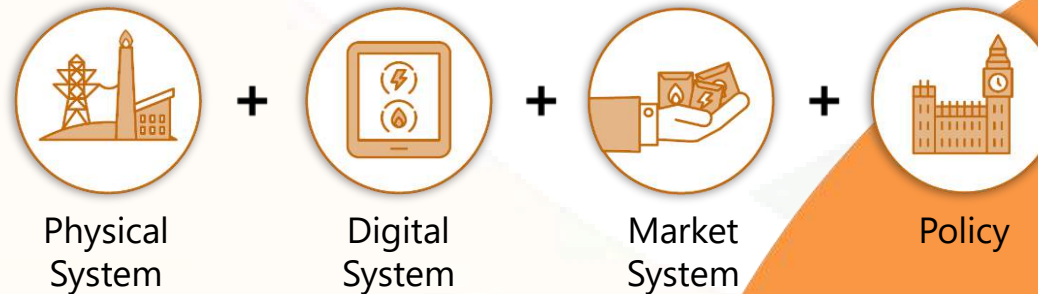 + + +
Physical
System
Digital
System
Market
System
Policy